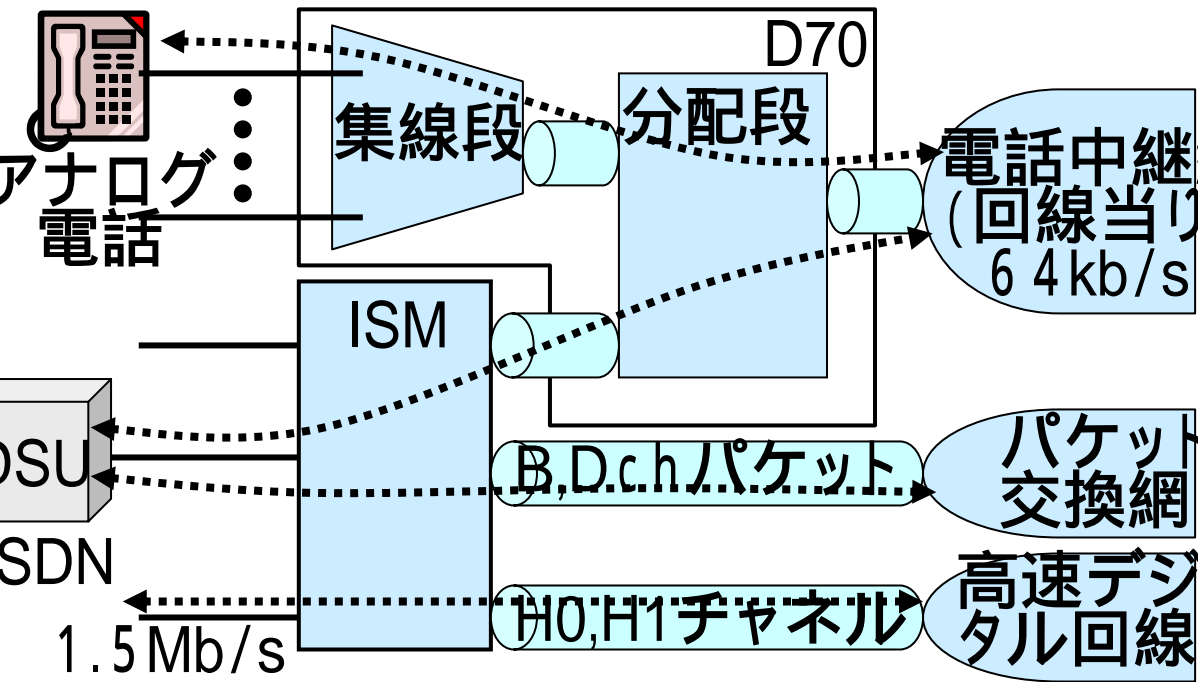 D70
集線段
分配段
アナログ
電話
電話中継
(回線当り
64kb/s
ISM
DSU
B,Dchパケット
パケット
交換網
SDN
H0,H1チャネル
高速デジ
タル回線
1.5Mb/s